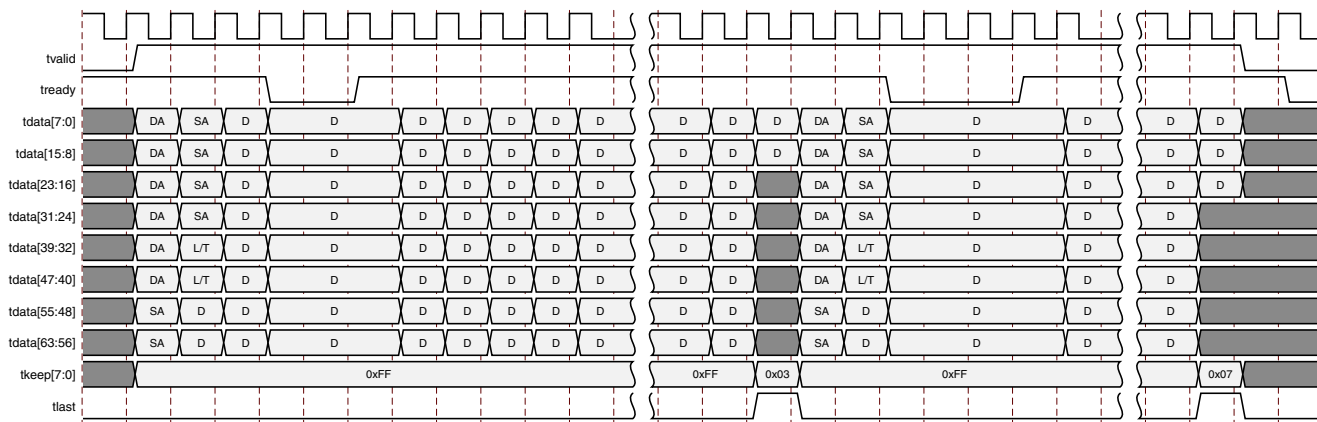 tvalid
tready
tdata[7:0] DA SA D D D D D D D D D D DA SA D D D D
tdata[15:8] DA SA D D D D D D D D D D DA SA D D D D
tdata[23:16] DA SA D D D D D D D D D DA SA D D D D
tdata[31:24] DA SA D D D D D D D D D DA SA D D D
tdata[39:32] DA L/T D D D D D D D D D DA L/T D D D
tdata[47:40] DA L/T D D D D D D D D D DA L/T D D D
tdata[55:48] SA D D D D D D D D D D SA D D D D
tdata[63:56] SA D D D D D D D D D D SA D D D D
tkeep[7:0] 0xFF 0xFF 0x03 0xFF 0x07
tlast